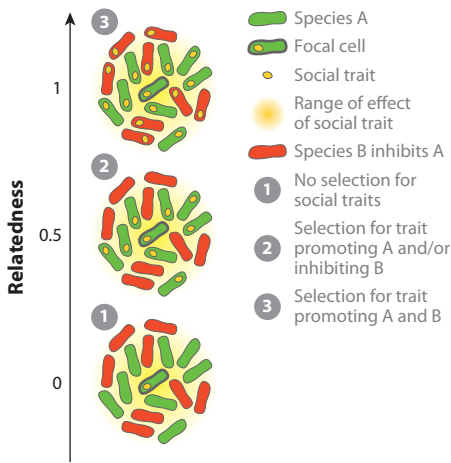 3
1
2
Relatedness
0.5
1
0
Species A
Focal cell
Social trait
Range of effect
of social trait
Species B inhibits A
1 No selection for
social traits
2 Selection for trait
promoting A and/or
inhibiting B
3 Selection for trait
promoting A and B